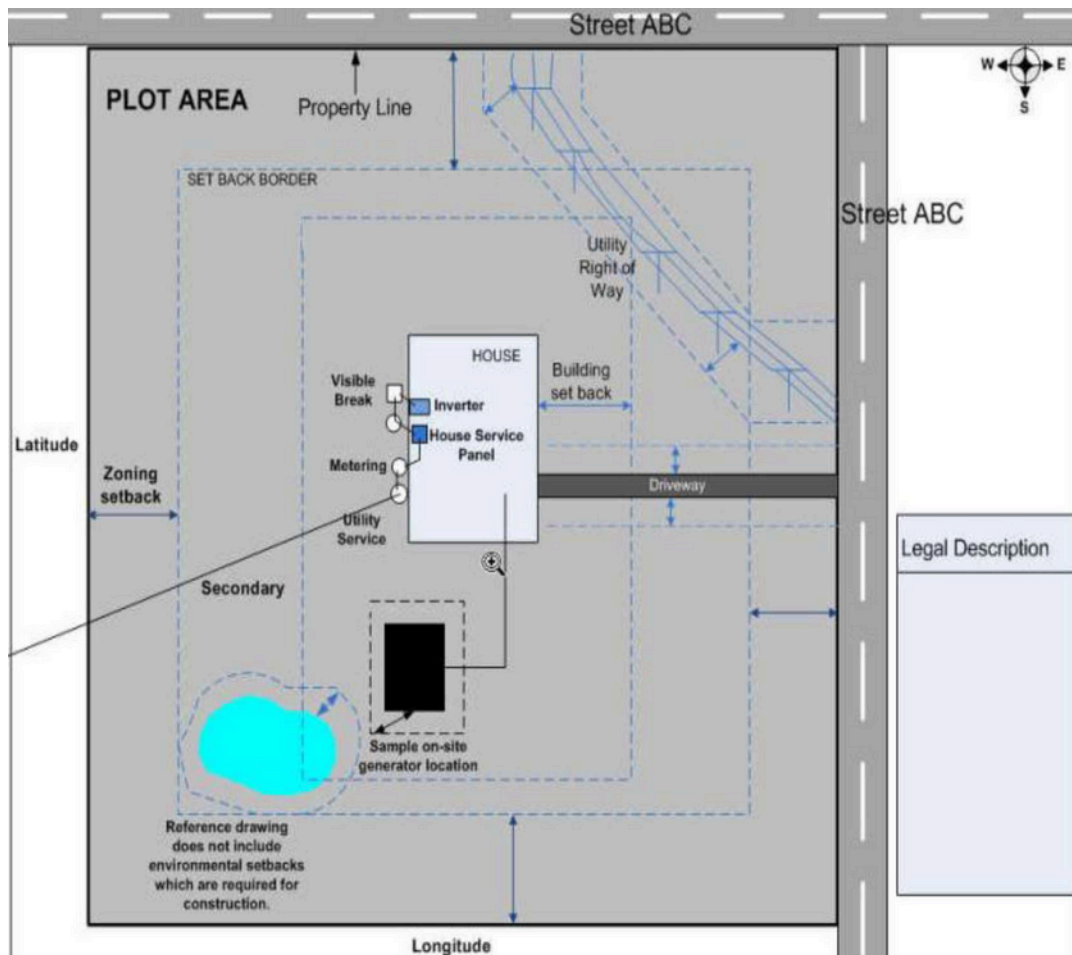 Street ABC
W
E
S
PLOT AREA
Property Line
SET BACK BORDER
Street ABC
Utility
Right of
Way
HOUSE
Visible
Break
Inverter
Building
set back
House Service
Panel
Latitude
Metering
Zoning
setback
Driveway
Utility
Service
Legal Description
Secondary
Sample on-site
generator location
Reference drawing
does not include
environmental setbacks
which are required for
construction.
Longitude